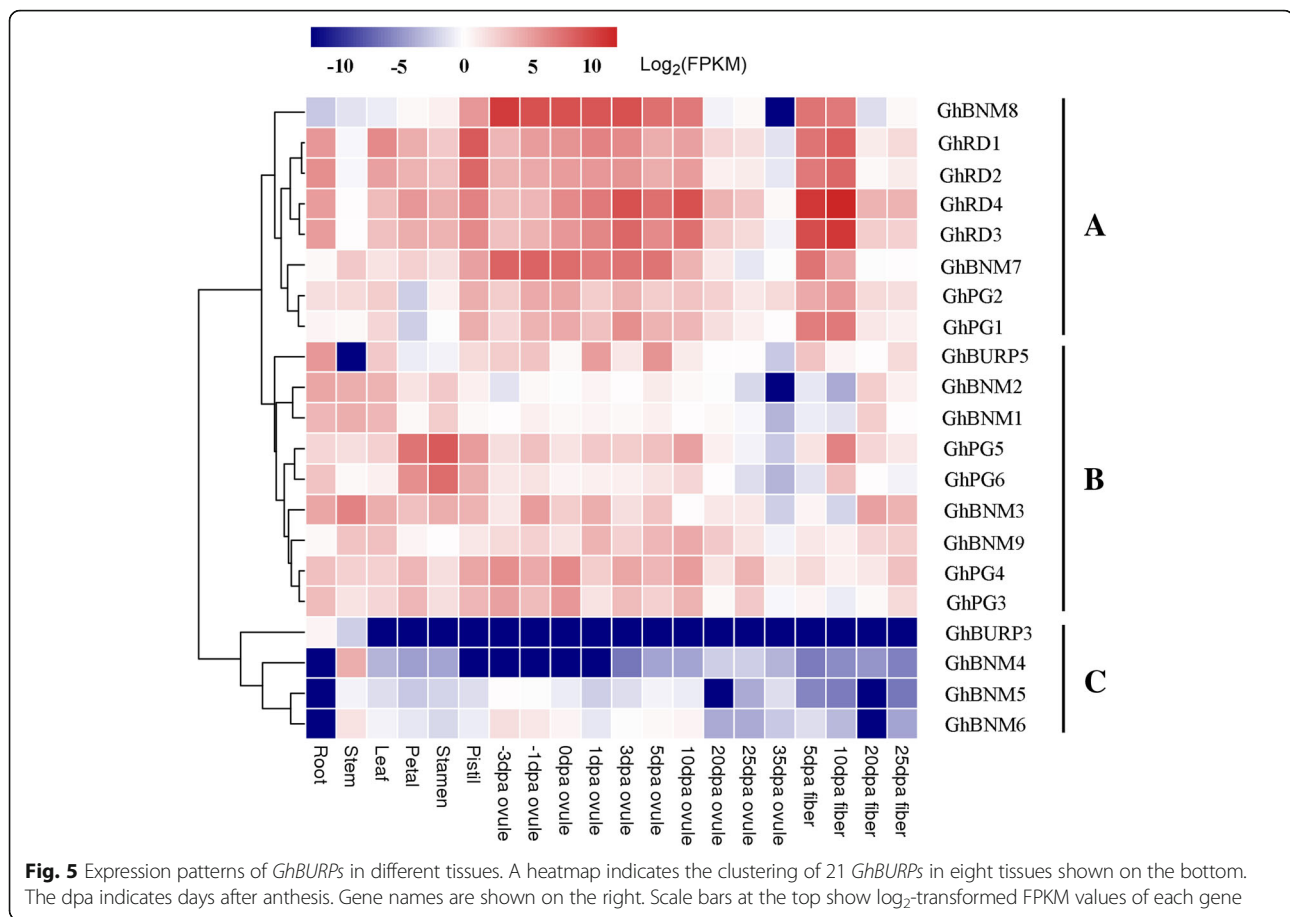 -10 -5 0 5 10 Log₂(FPKM)
GhBNM8
GhRD1
GhRD2
GhRD4
GhRD3
GhBNM7
GhPG2
GhPG1
A
GhBURP5
GhBNM2
GhBNM1
GhPG5
GhPG6
GhBNM3
GhBNM9
GhPG4
GhPG3
B
GhBURP3
GhBNM4
GhBNM5
GhBNM6
C
Root
Stem
Leaf
Petal
Stamen
Pistil
-3dpa ovule
-1dpa ovule
0dpa ovule
1dpa ovule
3dpa ovule
5dpa ovule
10dpa ovule
20dpa ovule
25dpa ovule
35dpa ovule
5dpa fiber
10dpa fiber
20dpa fiber
25dpa fiber
Fig. 5 Expression patterns of GhBURPs in different tissues. A heatmap indicates the clustering of 21 GhBURPs in eight tissues shown on the bottom.
The dpa indicates days after anthesis. Gene names are shown on the right. Scale bars at the top show log₂-transformed FPKM values of each gene